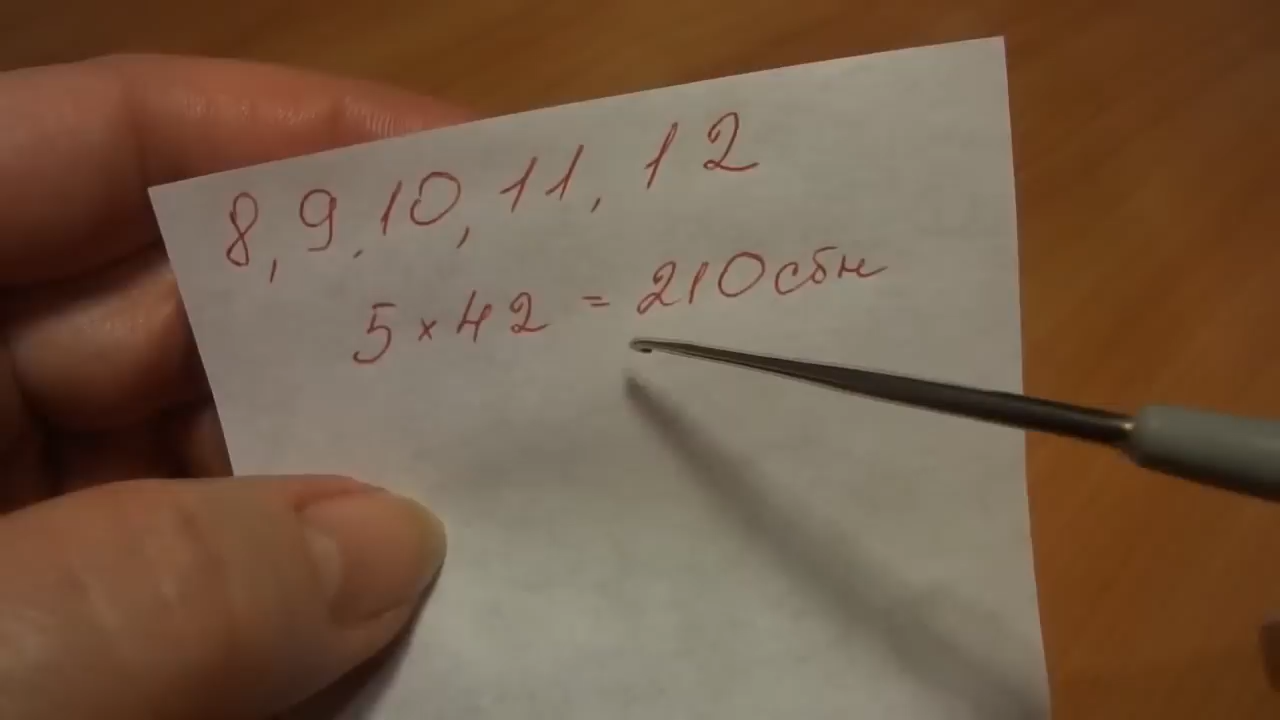 8, 9, 10, 11, 12
5 × 42 = 210 сбн